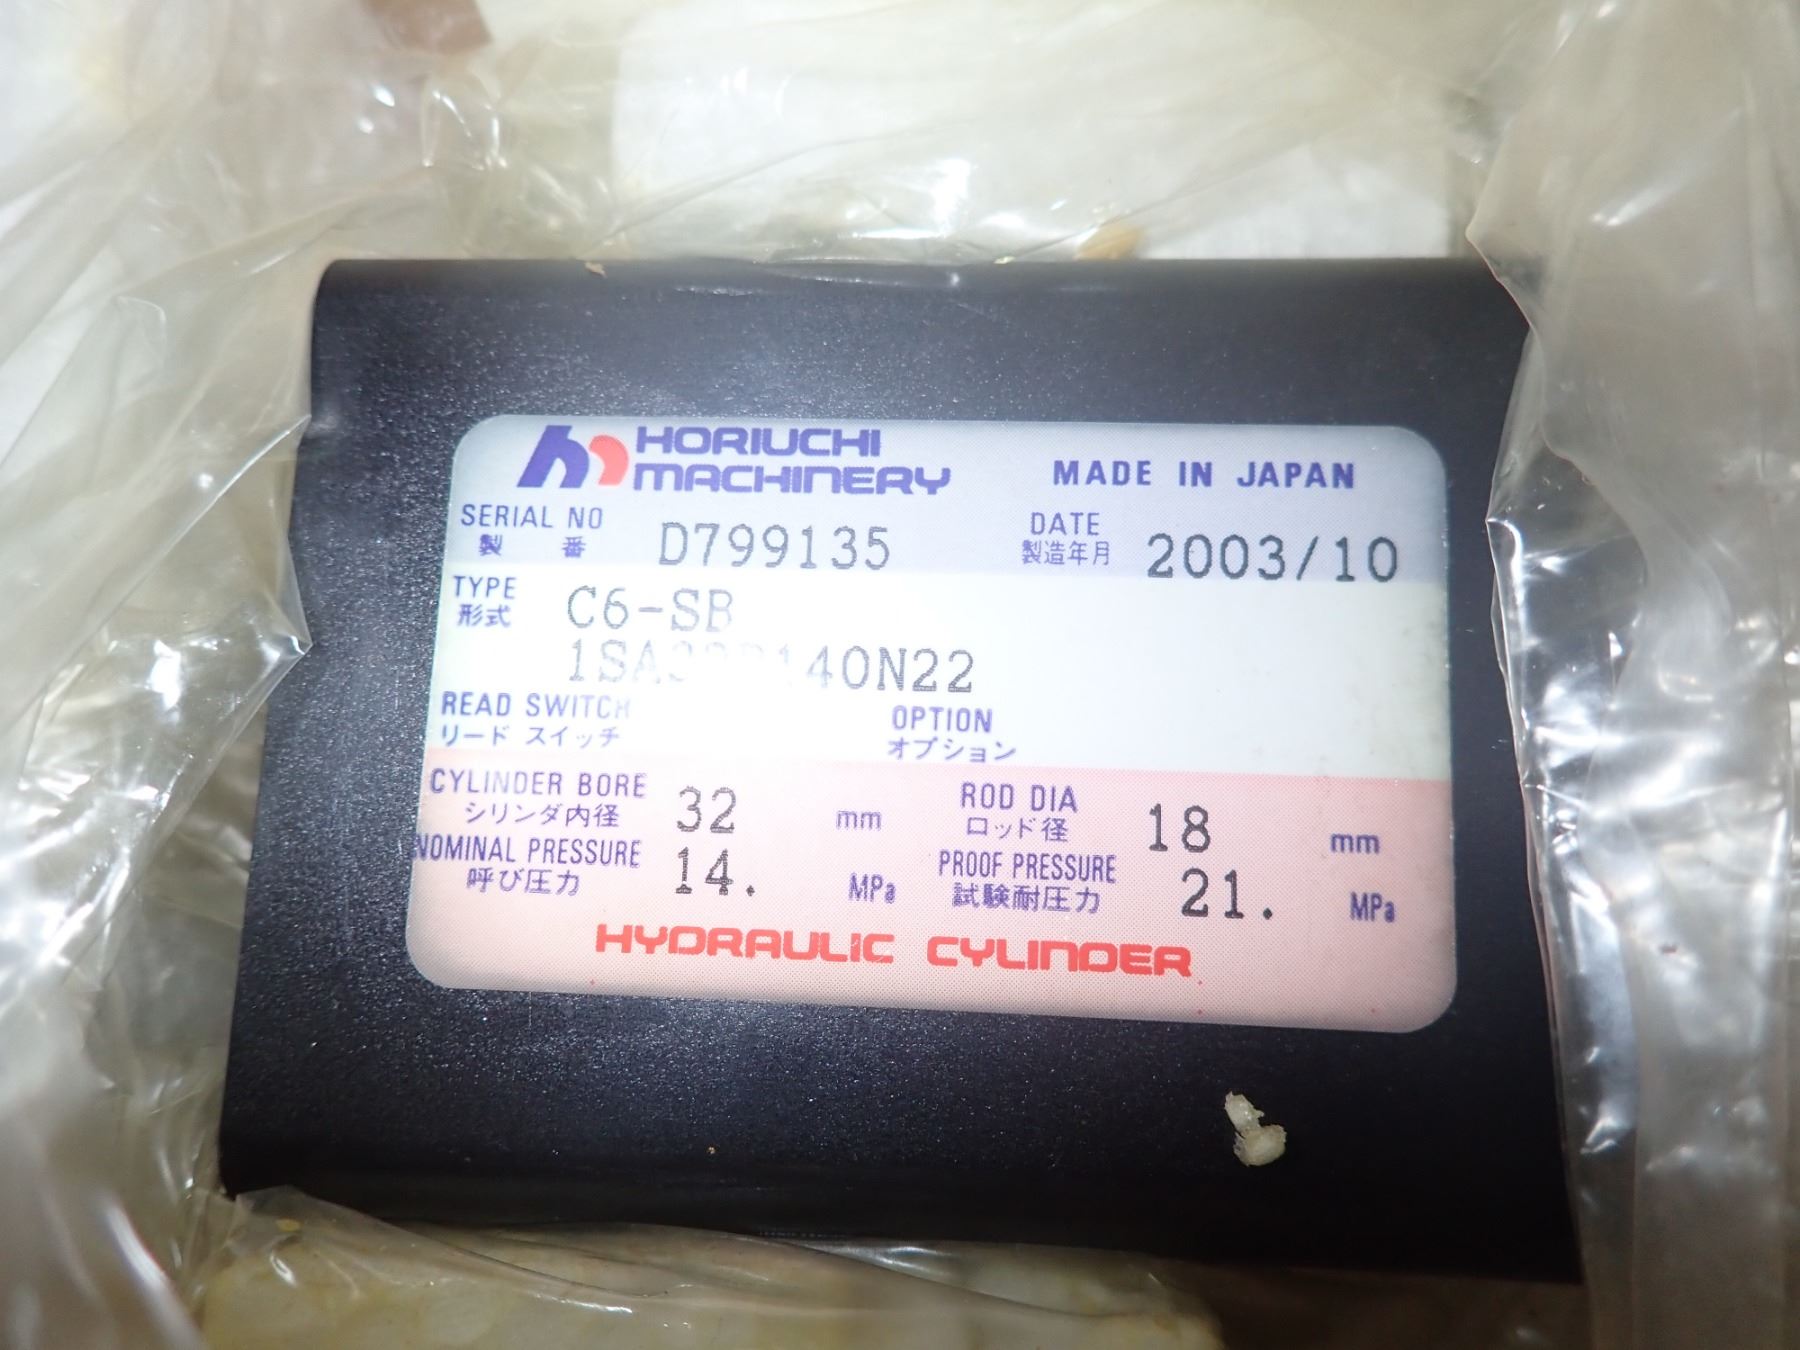 HORIUCHI
MACHINERY
MADE IN JAPAN
SERIAL NO
製 番
D799135
DATE
製造年月
2003/10
TYPE
形式
C6-SB
READ SWITCH
リード スイッチ
OPTION
オプション
CYLINDER BORE
シリンダ内径
32
mm
ROD DIA
ロッド径
18
mm
NOMINAL PRESSURE
呼び圧力
14.
MPa
PROOF PRESSURE
試験耐圧力
21.
MPa
HYDRAULIC CYLINDER